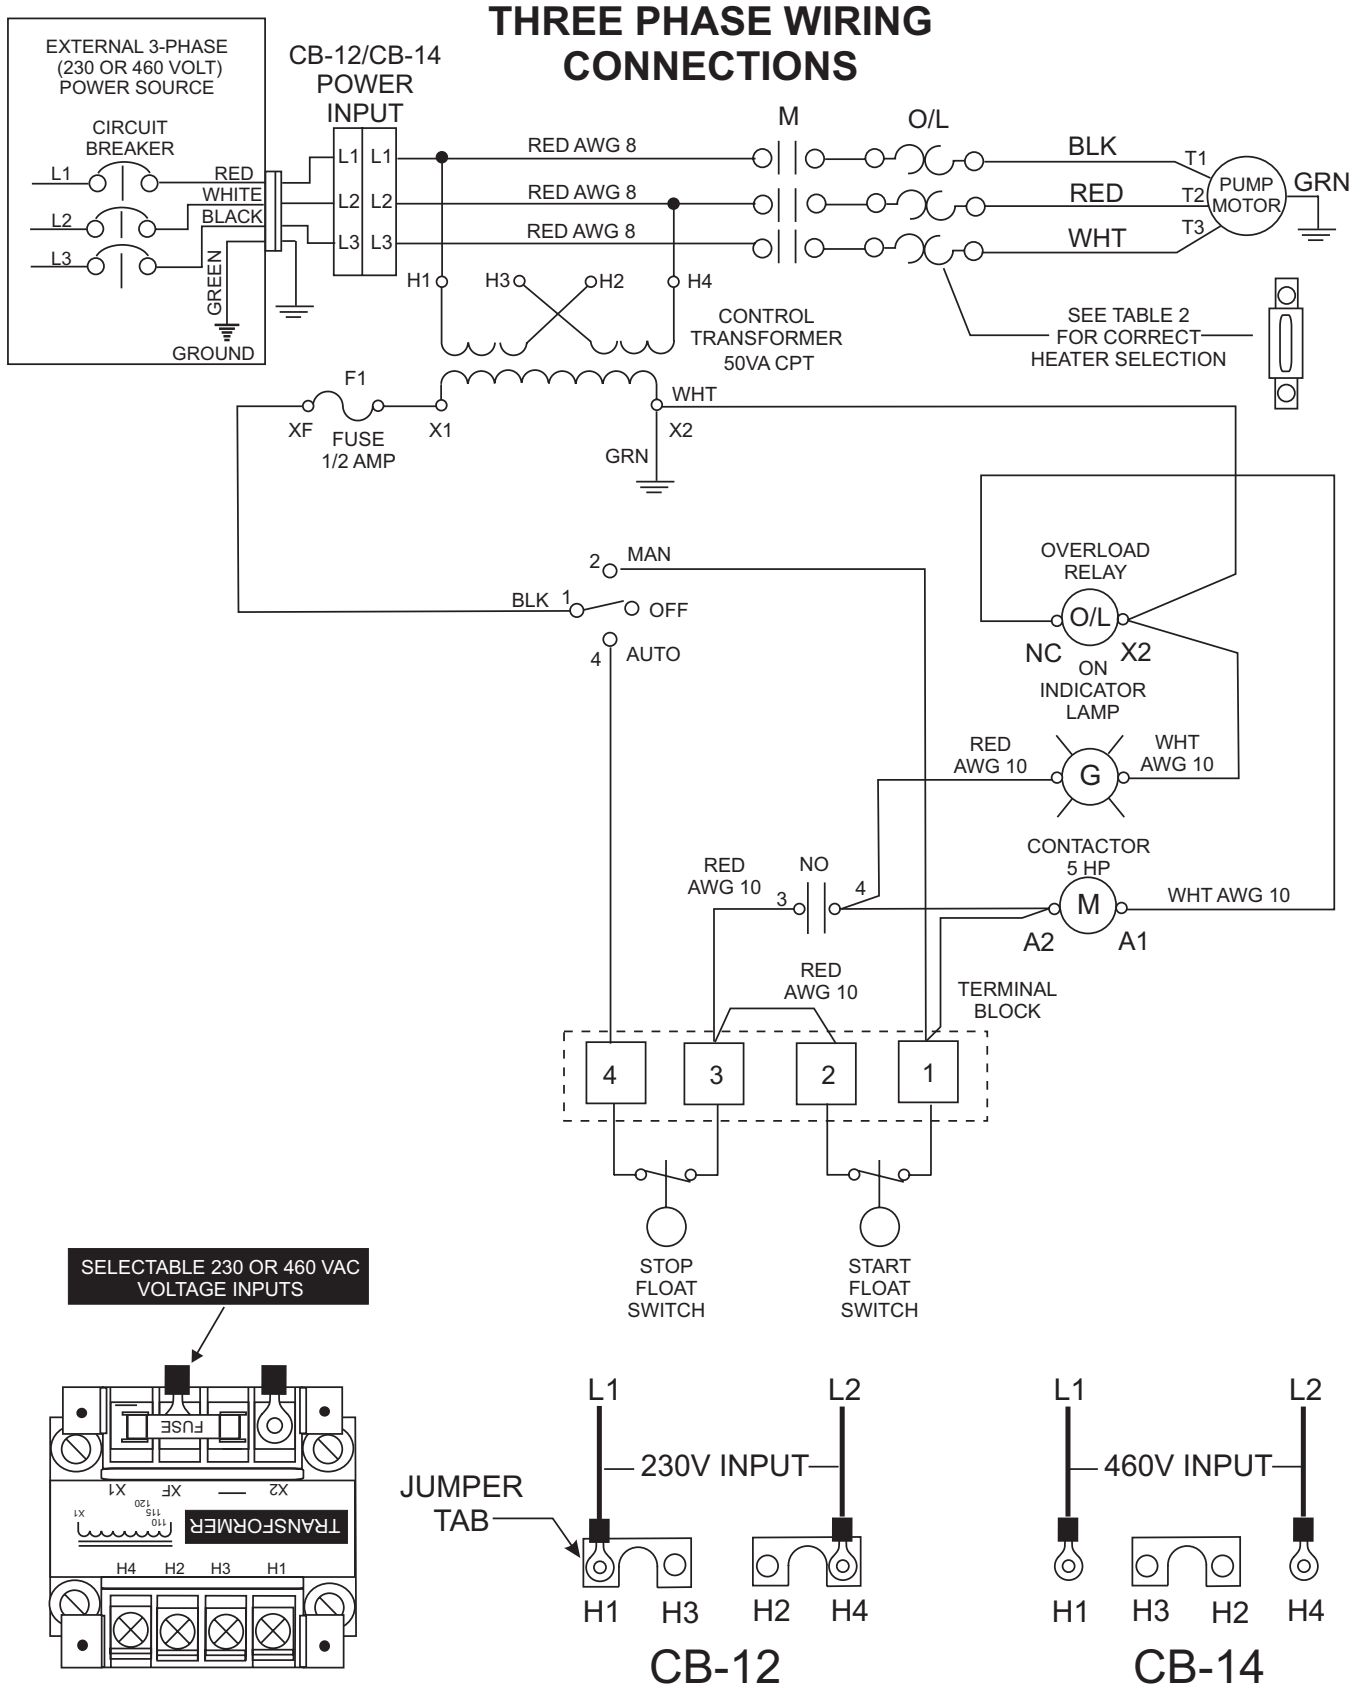 THREE PHASE WIRING
CONNECTIONS
EXTERNAL 3-PHASE
(230 OR 460 VOLT)
POWER SOURCE
CB-12/CB-14
POWER
INPUT
CIRCUIT
BREAKER
L1
L2
L3
RED
WHITE
BLACK
GREEN
GROUND
L1 L1
L2 L2
L3 L3
RED AWG 8
RED AWG 8
RED AWG 8
M
O/L
BLK
RED
WHT
T1
T2
T3
PUMP
MOTOR
GRN
H1
H3
H2
H4
CONTROL
TRANSFORMER
50VA CPT
SEE TABLE 2
FOR CORRECT
HEATER SELECTION
F1
XF
FUSE
1/2 AMP
X1
WHT
X2
GRN
2
MAN
BLK
1
OFF
4
AUTO
OVERLOAD
RELAY
O/L
NC
X2
ON
INDICATOR
LAMP
RED
AWG 10
G
WHT
AWG 10
CONTACTOR
5 HP
RED
AWG 10
NO
3
4
M
WHT AWG 10
A2
A1
RED
AWG 10
TERMINAL
BLOCK
4
3
2
1
STOP
FLOAT
SWITCH
START
FLOAT
SWITCH
SELECTABLE 230 OR 460 VAC
VOLTAGE INPUTS
FUSE
X1
XF
X2
X1
120
115
110
TRANSFORMER
H4
H2
H3
H1
L1
L2
230V INPUT
JUMPER
TAB
H1
H3
H2
H4
CB-12
L1
L2
460V INPUT
H1
H3
H2
H4
CB-14